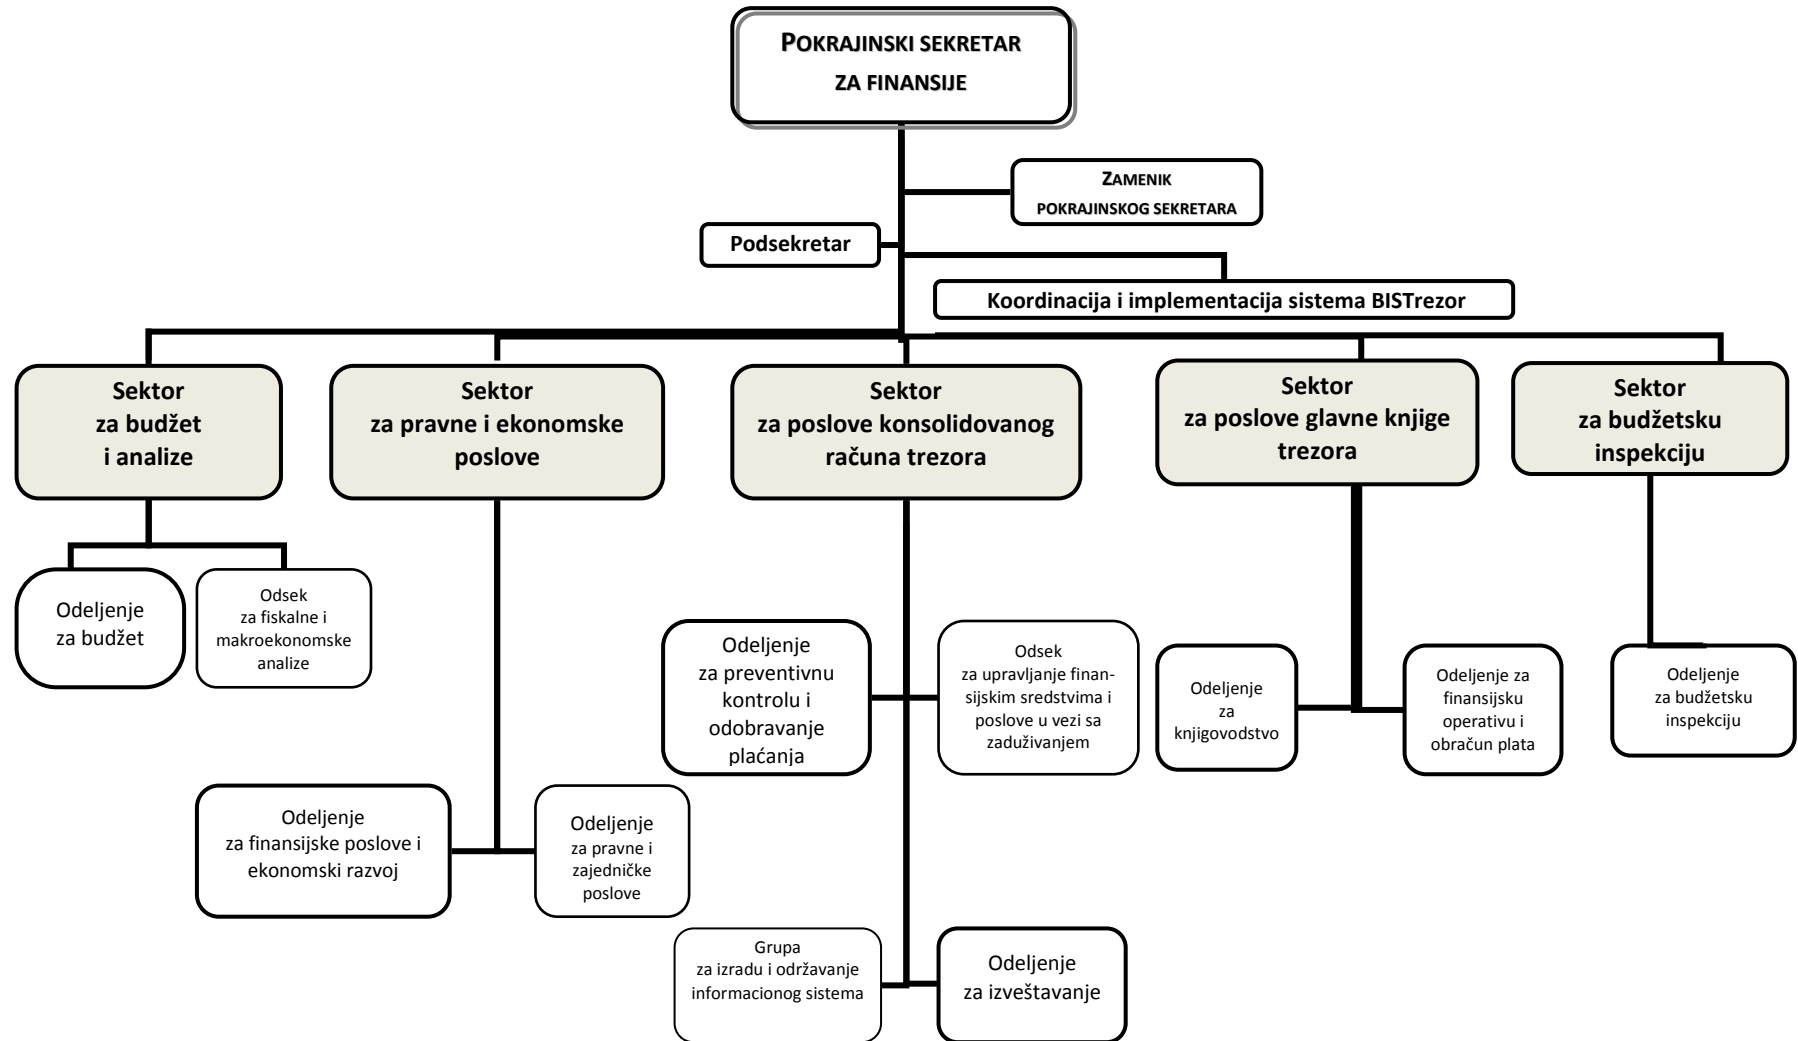 POKRAJINSKI SEKRETAR
ZA FINANSIJE
ZAMENIK
POKRAJINSKOG SEKRETARA
Podsekretar
Koordinacija i implementacija sistema BISTrezor
Sektor
za budžet
i analize
Sektor
za pravne i ekonomske
poslove
Sektor
za poslove konsolidovanog
računa trezora
Sektor
za poslove glavne knjige
trezora
Sektor
za budžetsku
inspekciju
Odeljenje
za budžet
Odsek
za fiskalne i
makroekonomske
analize
Odeljenje
za preventivnu
kontrolu i
odobravanje
plaćanja
Odsek
za upravljanje finan-
sijskim sredstvima i
poslove u vezi sa
zaduživanjem
Odeljenje
za
knjigovodstvo
Odeljenje za
finansijsku
operativu i
obračun plata
Odeljenje
za budžetsku
inspekciju
Odeljenje
za finansijske poslove i
ekonomski razvoj
Odeljenje
za pravne i
zajedničke
poslove
Grupa
za izradu i održavanje
informacionog sistema
Odeljenje
za izveštavanje